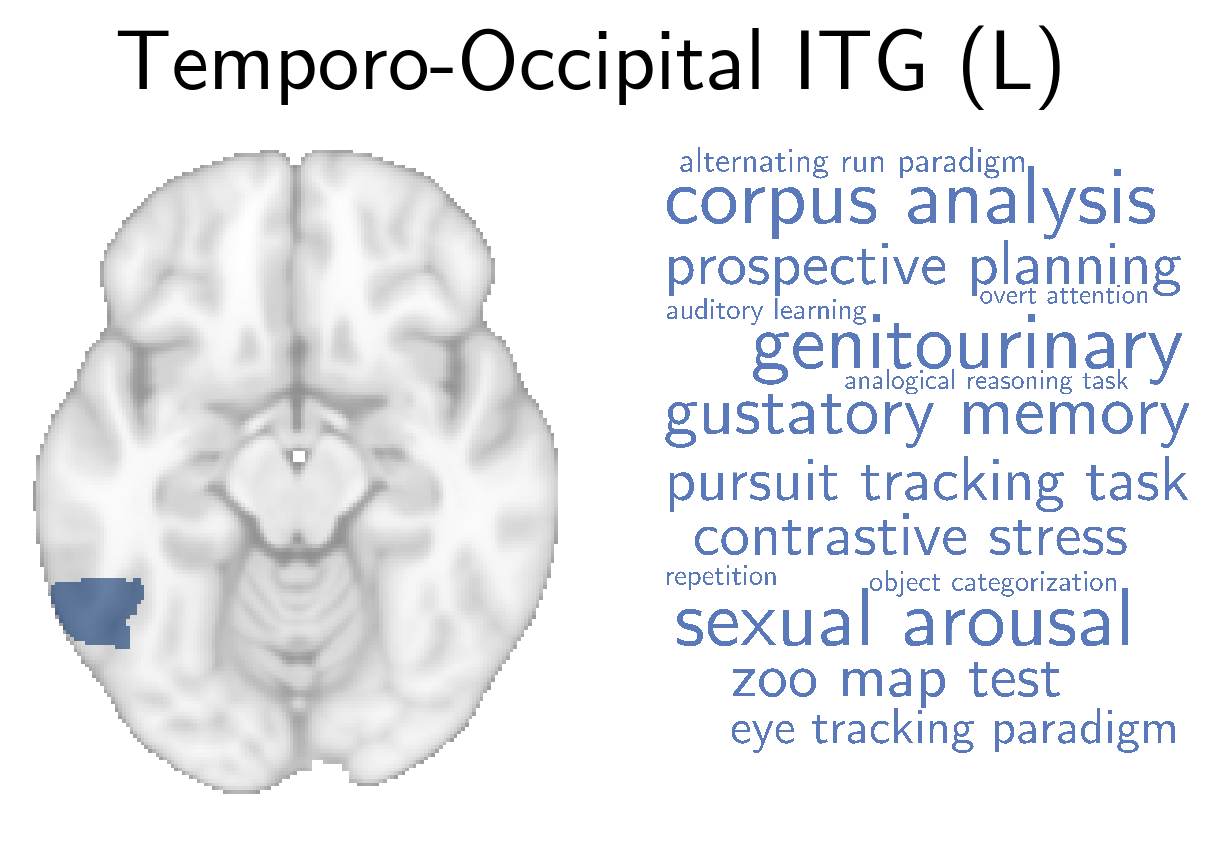 Temporo-Occipital ITG (L)
alternating run paradigm
corpus analysis
prospective planning
overt attention
auditory learning
genitourinary
analogical reasoning task
gustatory memory
pursuit tracking task
contrastive stress
repetition
object categorization
sexual arousal
zoo map test
eye tracking paradigm